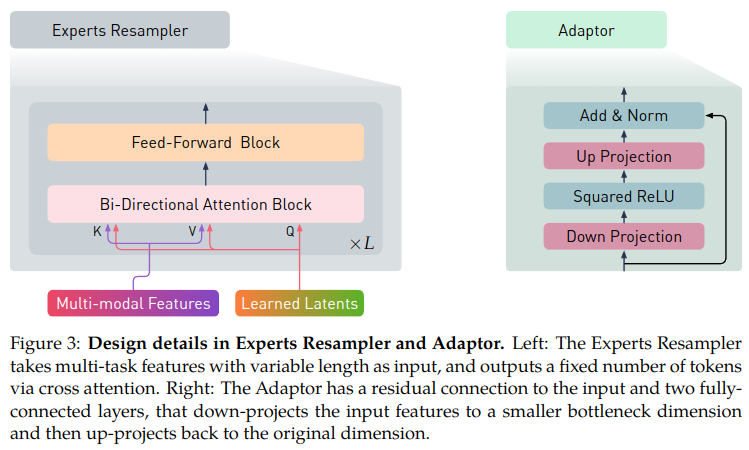 Experts Resampler
Feed-Forward Block
Bi-Directional Attention Block
K V Q
×L
Multi-modal Features
Learned Latents
Adaptor
Add & Norm
Up Projection
Squared ReLU
Down Projection
Figure 3: Design details in Experts Resampler and Adaptor. Left: The Experts Resampler
takes multi-task features with variable length as input, and outputs a fixed number of tokens
via cross attention. Right: The Adaptor has a residual connection to the input and two fully-
connected layers, that down-projects the input features to a smaller bottleneck dimension
and then up-projects back to the original dimension.